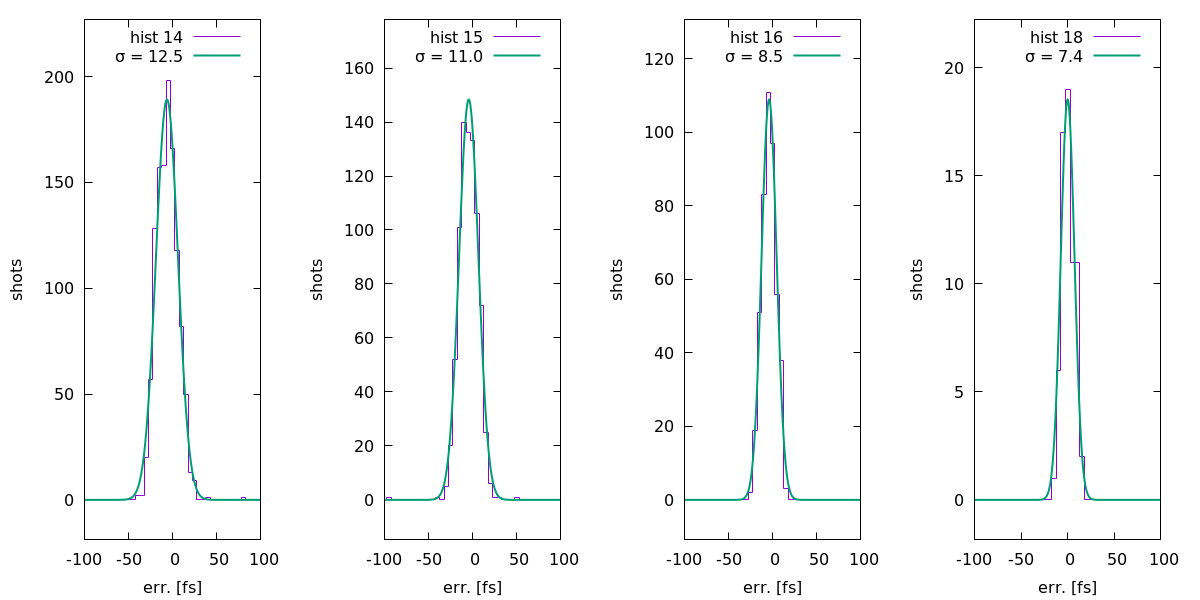 hist 14
σ = 12.5
200
150
100
50
0
shots
-100 -50 0 50 100
err. [fs]
hist 15
σ = 11.0
160
140
120
100
80
60
40
20
0
shots
-100 -50 0 50 100
err. [fs]
hist 16
σ = 8.5
120
100
80
60
40
20
0
shots
-100 -50 0 50 100
err. [fs]
hist 18
σ = 7.4
20
15
10
5
0
shots
-100 -50 0 50 100
err. [fs]